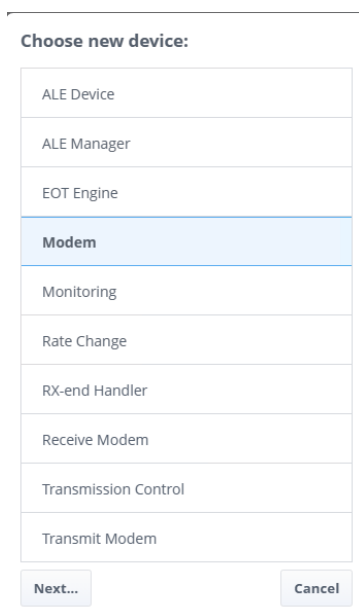 Choose new device:
ALE Device
ALE Manager
EOT Engine
Modem
Monitoring
Rate Change
RX-end Handler
Receive Modem
Transmission Control
Transmit Modem
Next... Cancel